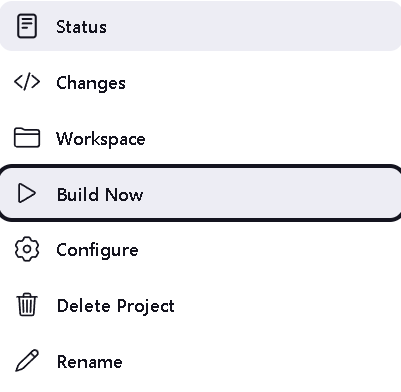 Status
Changes
Workspace
Build Now
Configure
Delete Project
Rename